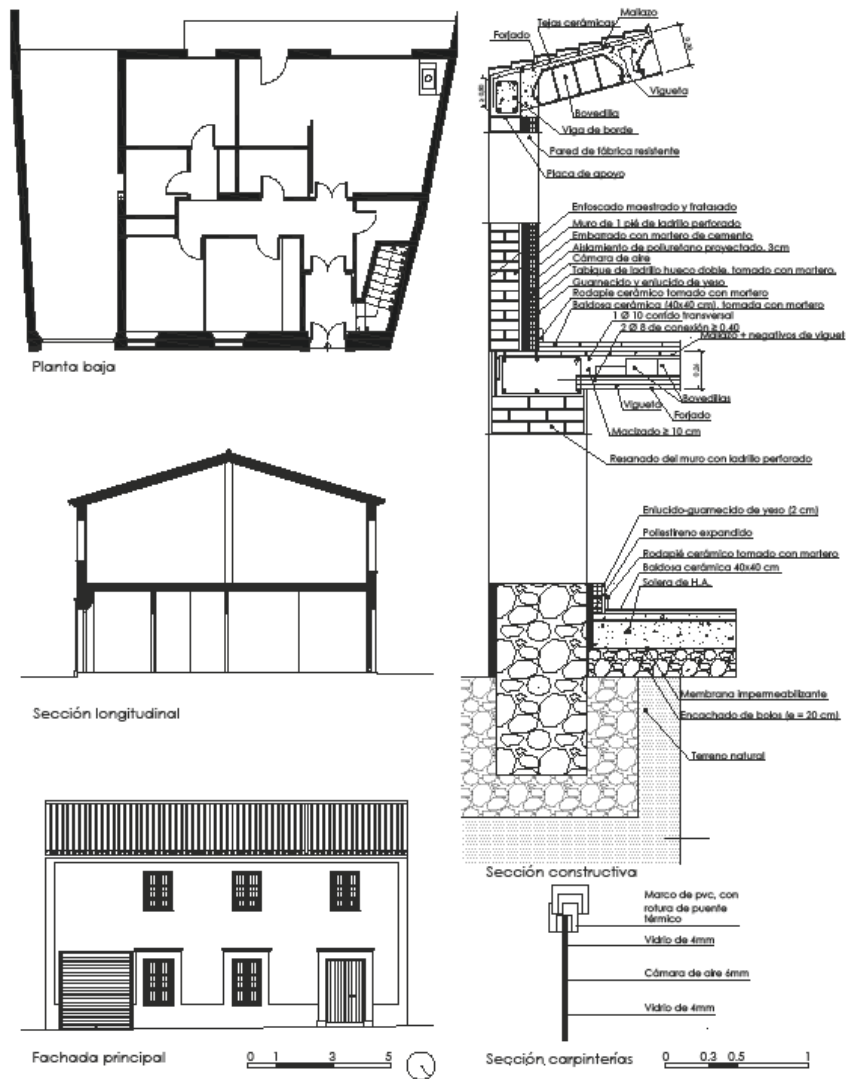 Mallazo
Tejas cerámicas
Forjado
0,26
≥ 0,50
Vigueta
Bovedilla
Viga de borde
Pared de fábrica resistente
Placa de apoyo
Enfoscado maestrado y fratasado
Muro de 1 pié de ladrillo perforado
Embarrado con mortero de cemento
Aislamiento de poliuretano proyectado, 3cm
Cámara de aire
Tabique de ladrillo hueco doble, tomado con mortero.
Guarnecido y enlucido de yeso
Rodapie cerámico tomado con mortero
Baldosa cerámica (40x40 cm), tomada con mortero
1 Ø 10 corrido transversal
2 Ø 8 de conexión ≥ 0,40
Mallazo + negativos de viguet
0,26
Bovedillas
Vigueta
Forjado
Macizado ≥ 10 cm
Resanado del muro con ladrillo perforado
Planta baja
Enlucido-guarnecido de yeso (2 cm)
Poliestireno expandido
Rodapié cerámico tomado con mortero
Baldosa cerámica 40x40 cm
Solera de H.A.
Membrana impermeabilizante
Encachado de bolos (e = 20 cm)
Terreno natural
Sección longitudinal
Sección constructiva
Marco de pvc, con
rotura de puente
térmico
Vidrio de 4mm
Cámara de aire 6mm
Vidrio de 4mm
Fachada principal
0 1 3 5
Sección carpinterías
0 0.3 0.5 1